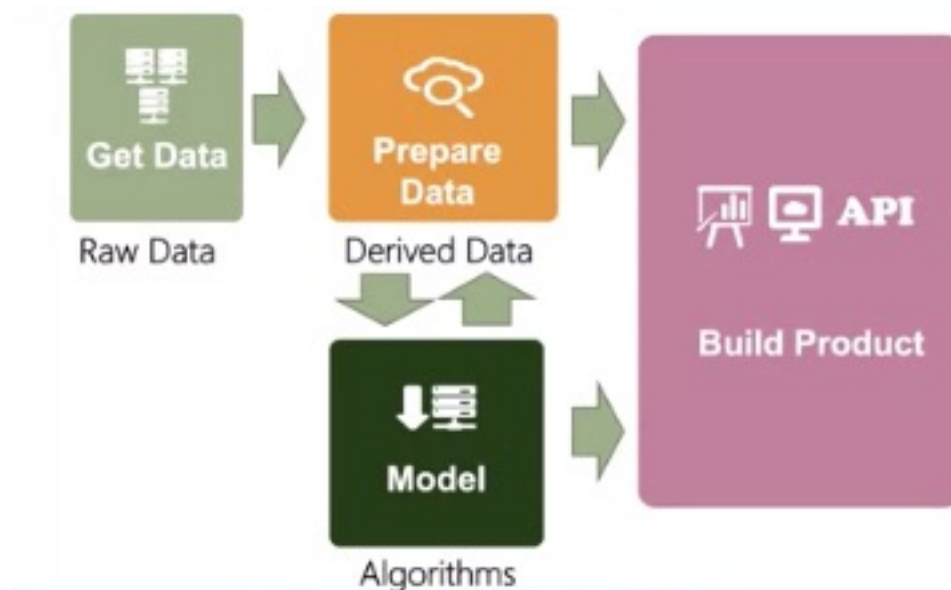 Get Data
Raw Data
Prepare
Data
Derived Data
Model
Algorithms
API
Build Product